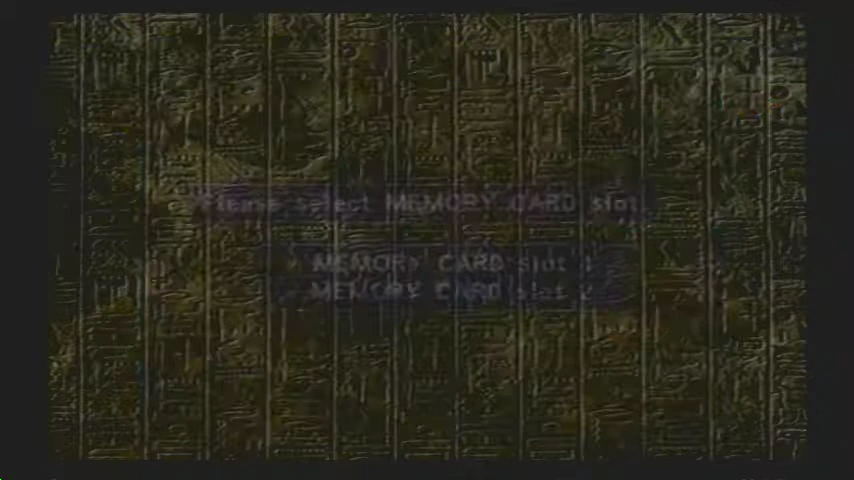 Please select MEMORY CARD slot.
MEMORY CARD slot 1
MEMORY CARD slot 2